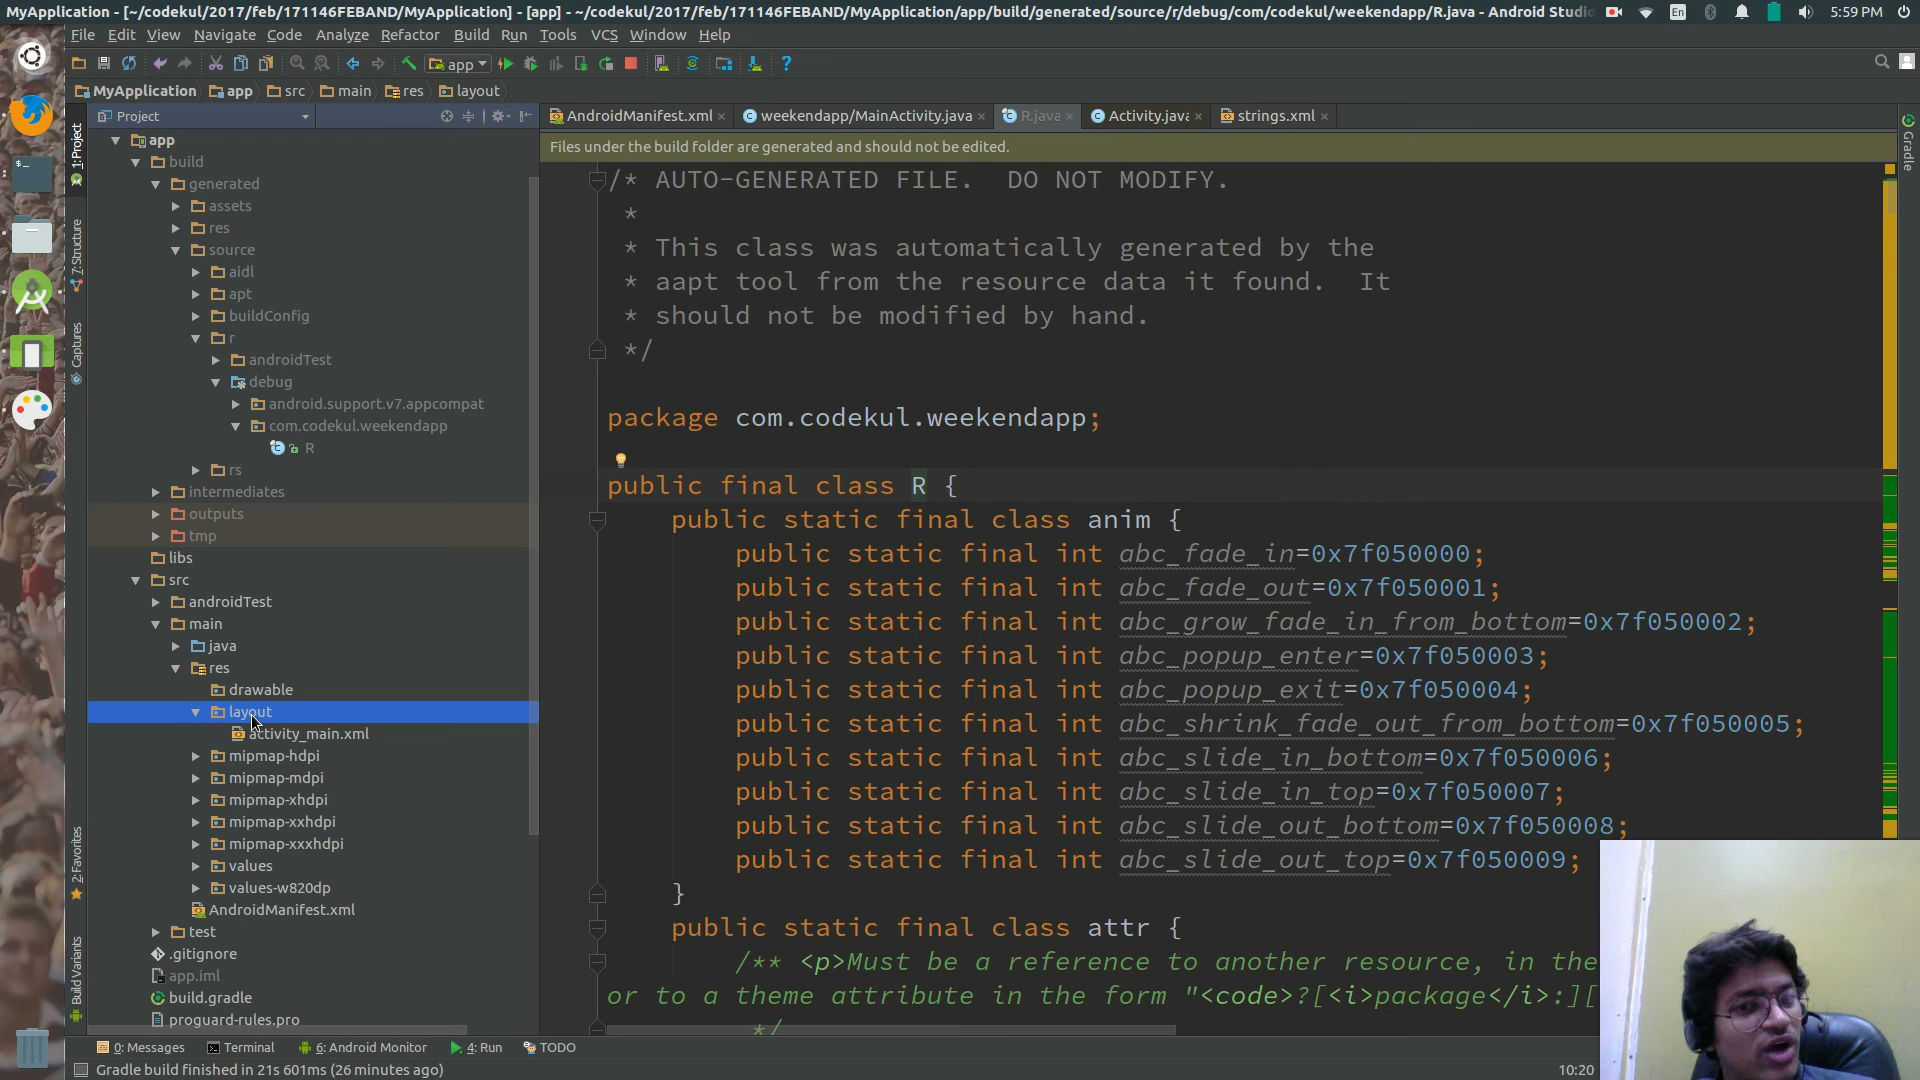 MyApplication - [~/codekul/2017/feb/171146FEBAND/MyApplication] - [app] - ~/codekul/2017/feb/171146FEBAND/MyApplication/app/build/generated/source/r/debug/com/codekul/weekendapp/R.java - Android Studio
En
5:59 PM
File Edit View Navigate Code Analyze Refactor Build Run Tools VCS Window Help
app
MyApplication app src main res layout
Project
AndroidManifest.xml
weekendapp/MainActivity.java
R.java
Activity.java
strings.xml
Files under the build folder are generated and should not be edited.
1: Project
7: Structure
Captures
2: Favorites
Build Variants
Gradle
app
build
generated
assets
res
source
aidl
apt
buildConfig
r
androidTest
debug
android.support.v7.appcompat
com.codekul.weekendapp
R
rs
intermediates
outputs
tmp
libs
src
androidTest
main
java
res
drawable
layout
activity_main.xml
mipmap-hdpi
mipmap-mdpi
mipmap-xhdpi
mipmap-xxhdpi
mipmap-xxxhdpi
values
values-w820dp
AndroidManifest.xml
test
.gitignore
app.iml
build.gradle
proguard-rules.pro
/* AUTO-GENERATED FILE.  DO NOT MODIFY.
 *
 * This class was automatically generated by the
 * aapt tool from the resource data it found.  It
 * should not be modified by hand.
 */
package com.codekul.weekendapp;
public final class R {
    public static final class anim {
        public static final int abc_fade_in=0x7f050000;
        public static final int abc_fade_out=0x7f050001;
        public static final int abc_grow_fade_in_from_bottom=0x7f050002;
        public static final int abc_popup_enter=0x7f050003;
        public static final int abc_popup_exit=0x7f050004;
        public static final int abc_shrink_fade_out_from_bottom=0x7f050005;
        public static final int abc_slide_in_bottom=0x7f050006;
        public static final int abc_slide_in_top=0x7f050007;
        public static final int abc_slide_out_bottom=0x7f050008;
        public static final int abc_slide_out_top=0x7f050009;
    }
    public static final class attr {
        /** <p>Must be a reference to another resource, in the
or to a theme attribute in the form "<code>?[<i>package</i>:][
         */
0: Messages
Terminal
6: Android Monitor
4: Run
TODO
Gradle build finished in 21s 601ms (26 minutes ago)
10:20